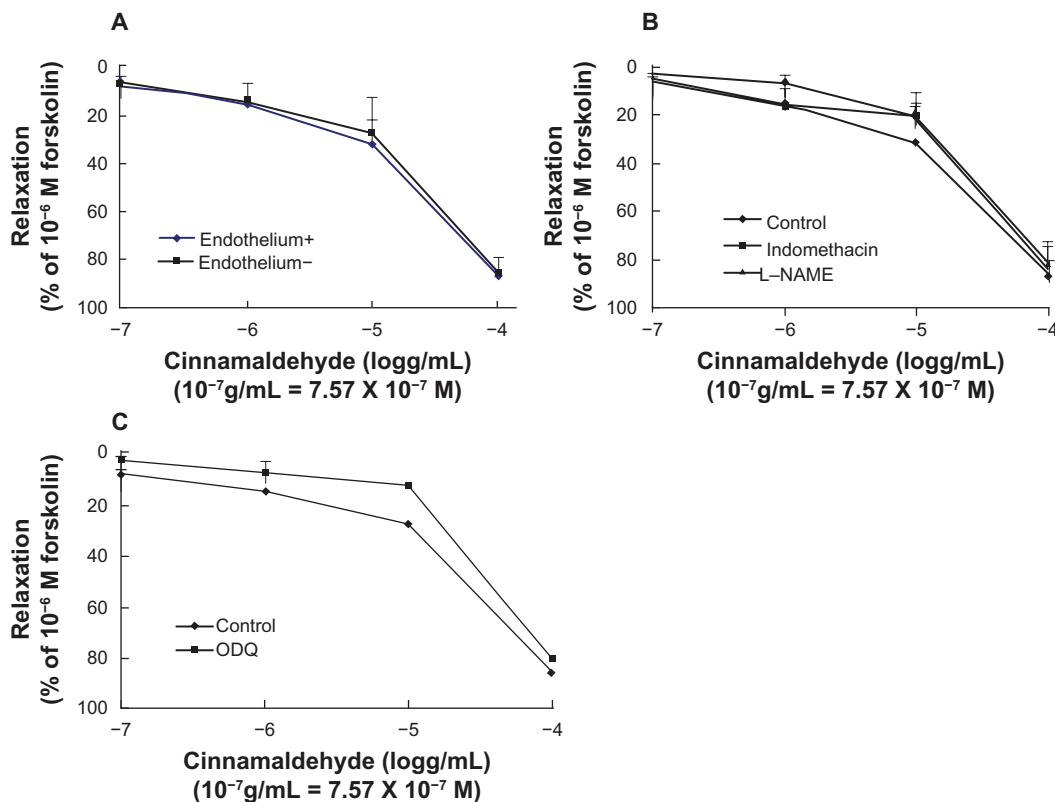 A
Relaxation
(% of 10⁻⁶ M forskolin)
0
20
40
60
80
100
Endothelium+
Endothelium−
−7
−6
−5
−4
Cinnamaldehyde (logg/mL)
(10⁻⁷g/mL = 7.57 X 10⁻⁷ M)
B
Relaxation
(% of 10⁻⁶ M forskolin)
0
20
40
60
80
100
Control
Indomethacin
L–NAME
−7
−6
−5
−4
Cinnamaldehyde (logg/mL)
(10⁻⁷g/mL = 7.57 X 10⁻⁷ M)
C
Relaxation
(% of 10⁻⁶ M forskolin)
0
20
40
60
80
100
Control
ODQ
−7
−6
−5
−4
Cinnamaldehyde (logg/mL)
(10⁻⁷g/mL = 7.57 X 10⁻⁷ M)